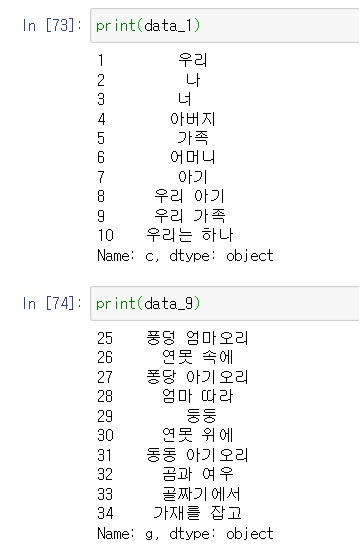 In [73]: print(data_1)
1 우리
2 나
3 너
4 아버지
5 가족
6 어머니
7 아기
8 우리 아기
9 우리 가족
10 우리는 하나
Name: c, dtype: object
In [74]: print(data_9)
25 풍덩 엄마오리
26 연못 속에
27 퐁당 아기오리
28 엄마 따라
29 둥둥
30 연못 위에
31 동동 아기오리
32 곰과 여우
33 골짜기에서
34 가재를 잡고
Name: g, dtype: object